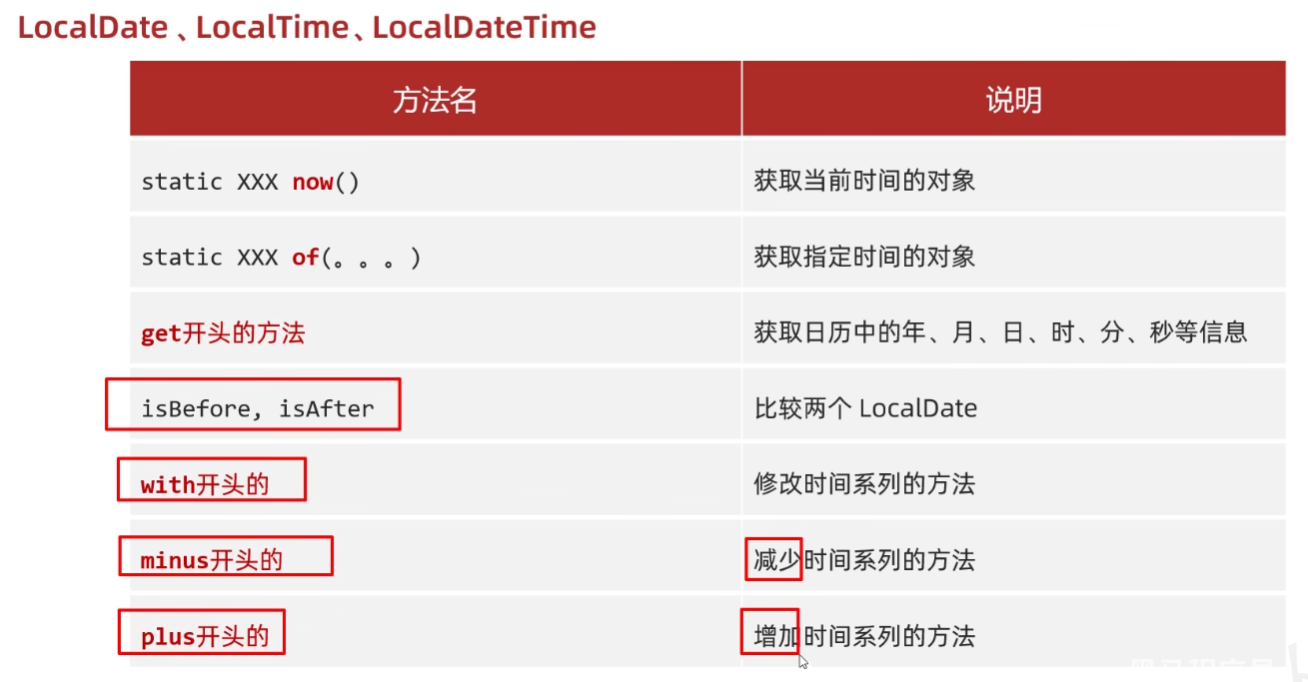 LocalDate 、LocalTime、LocalDateTime
方法名 说明
static XXX now() 获取当前时间的对象
static XXX of(。。。) 获取指定时间的对象
get开头的方法 获取日历中的年、月、日、时、分、秒等信息
isBefore, isAfter 比较两个 LocalDate
with开头的 修改时间系列的方法
minus开头的 减少时间系列的方法
plus开头的 增加时间系列的方法